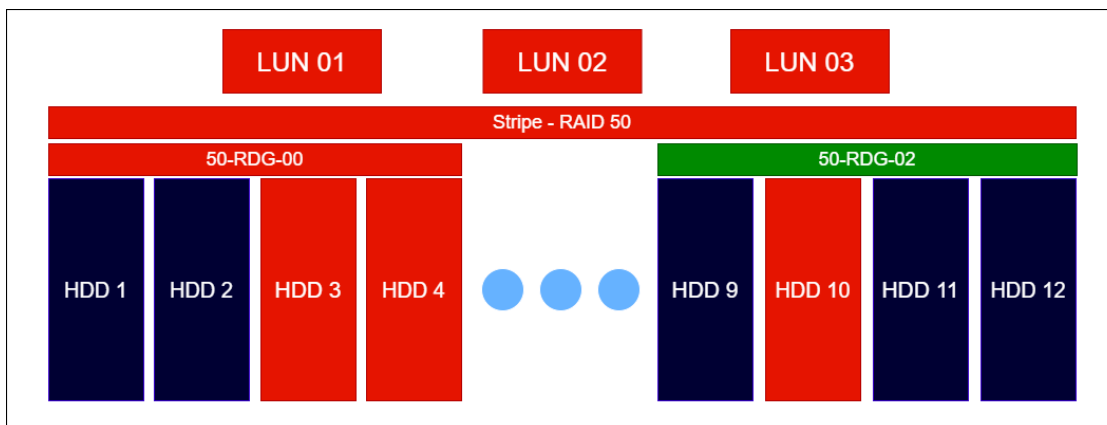 LUN 01
LUN 02
LUN 03
Stripe - RAID 50
50-RDG-00
50-RDG-02
HDD 1
HDD 2
HDD 3
HDD 4
HDD 9
HDD 10
HDD 11
HDD 12